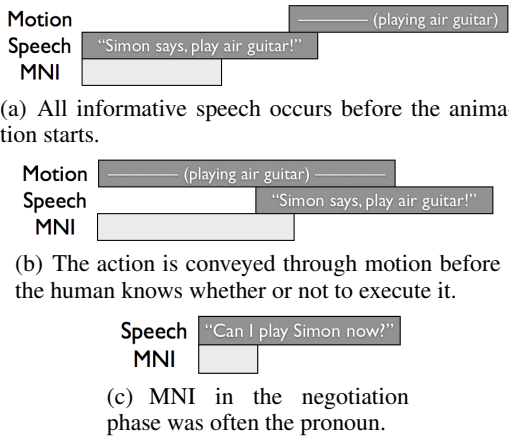 Motion (playing air guitar)
Speech “Simon says, play air guitar!”
MNI
(a) All informative speech occurs before the anima-
tion starts.
Motion (playing air guitar)
Speech “Simon says, play air guitar!”
MNI
(b) The action is conveyed through motion before
the human knows whether or not to execute it.
Speech “Can I play Simon now?”
MNI
(c) MNI in the negotiation
phase was often the pronoun.